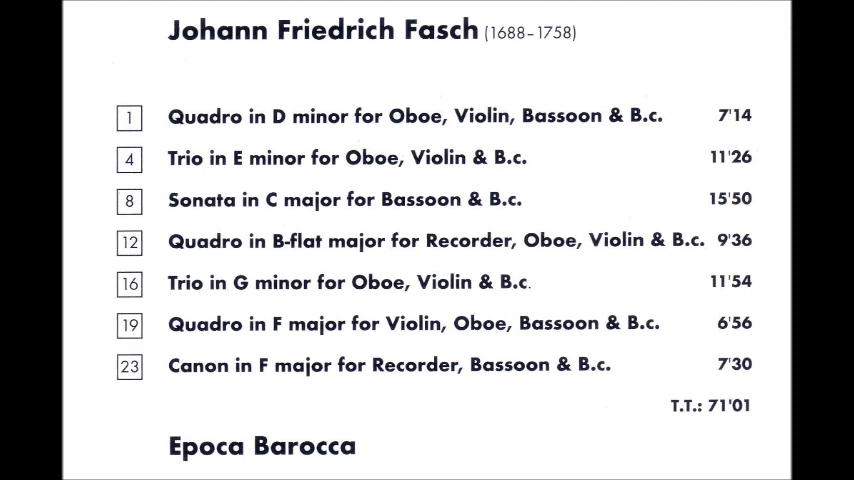 Johann Friedrich Fasch (1688–1758)
1 Quadro in D minor for Oboe, Violin, Bassoon & B.c. 7'14
4 Trio in E minor for Oboe, Violin & B.c. 11'26
8 Sonata in C major for Bassoon & B.c. 15'50
12 Quadro in B-flat major for Recorder, Oboe, Violin & B.c. 9'36
16 Trio in G minor for Oboe, Violin & B.c. 11'54
19 Quadro in F major for Violin, Oboe, Bassoon & B.c. 6'56
23 Canon in F major for Recorder, Bassoon & B.c. 7'30
T.T.: 71'01
Epoca Barocca